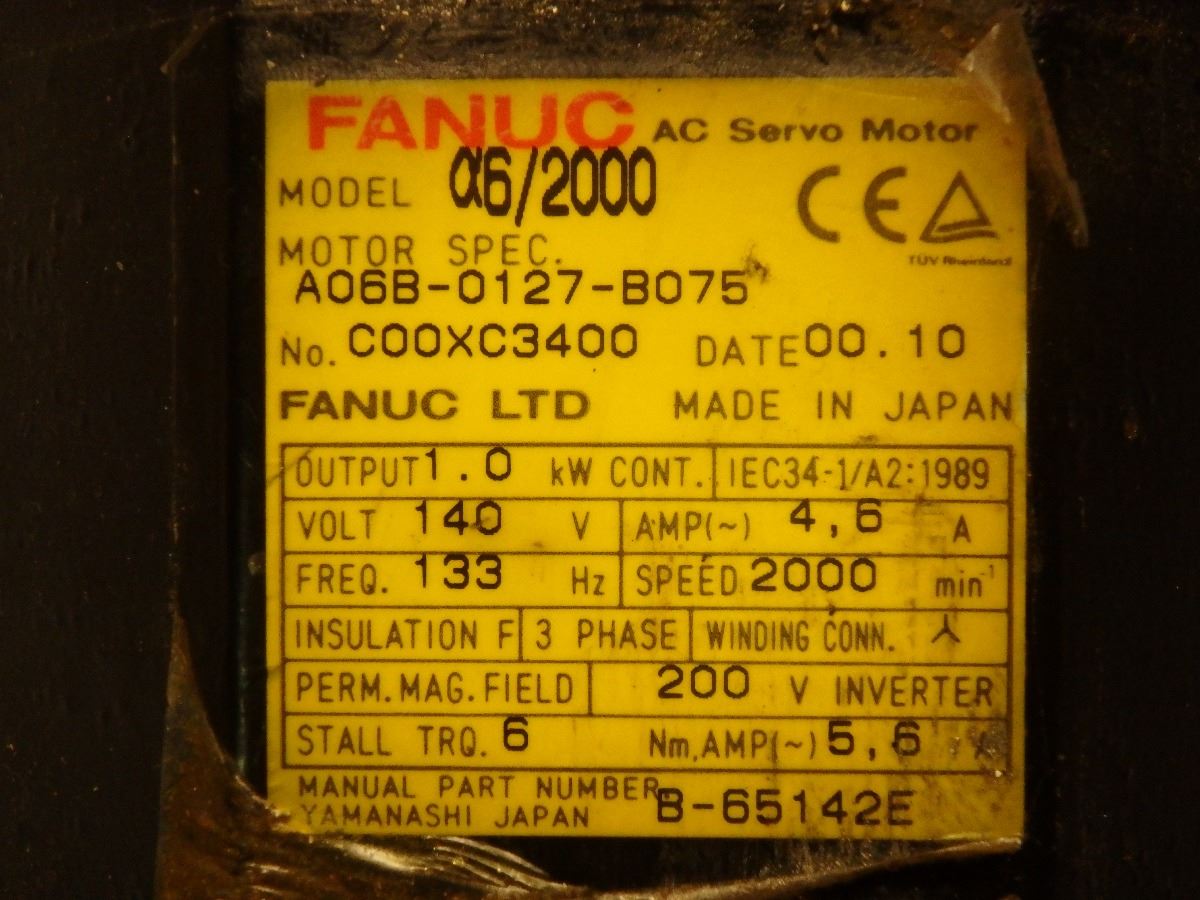 FANUC AC Servo Motor
MODEL α6/2000
CE
TÜV Rheinland
MOTOR SPEC.
A06B-0127-B075
No. C00XC3400 DATE 00.10
FANUC LTD MADE IN JAPAN
OUTPUT 1.0 kW CONT. IEC34-1/A2:1989
VOLT 140 V AMP(~) 4,6 A
FREQ. 133 Hz SPEED 2000 min⁻¹
INSULATION F 3 PHASE WINDING CONN.
PERM.MAG.FIELD 200 V INVERTER
STALL TRQ. 6 Nm,AMP(~) 5,6
MANUAL PART NUMBER B-65142E
YAMANASHI JAPAN